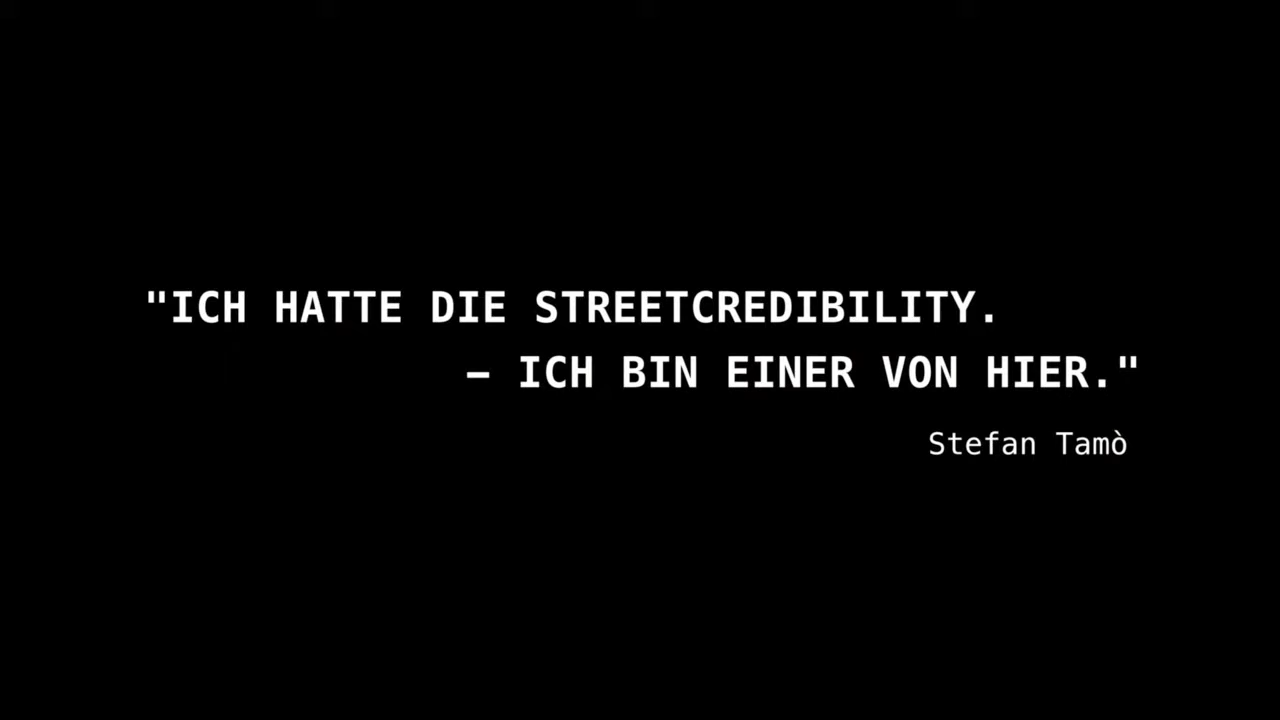 "ICH HATTE DIE STREETCREDIBILITY.
– ICH BIN EINER VON HIER."
Stefan Tamò